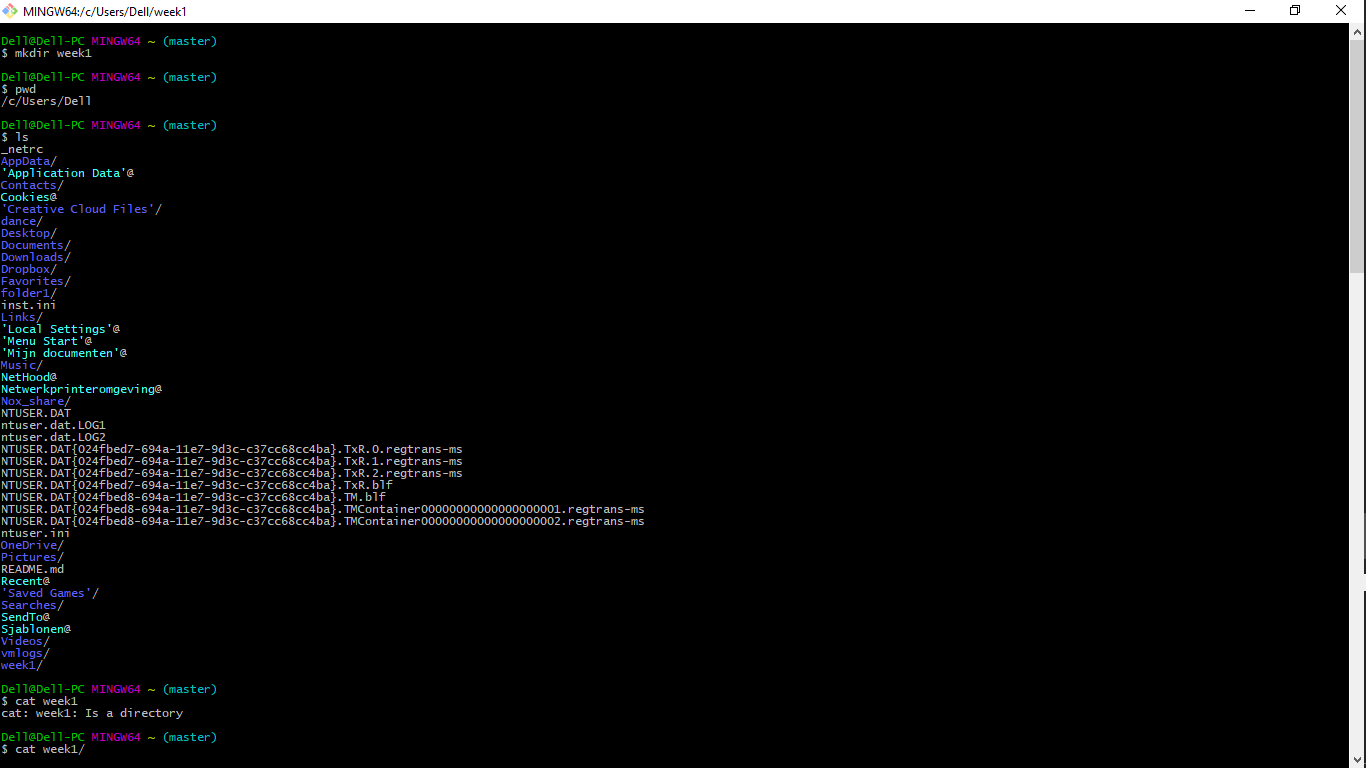 MINGW64:/c/Users/Dell/week1
Dell@Dell-PC MINGW64 ~ (master)
$ mkdir week1
Dell@Dell-PC MINGW64 ~ (master)
$ pwd
/c/Users/Dell
Dell@Dell-PC MINGW64 ~ (master)
$ ls
_netrc
AppData/
'Application Data'@
Contacts/
Cookies@
'Creative Cloud Files'/
dance/
Desktop/
Documents/
Downloads/
Dropbox/
Favorites/
folder1/
inst.ini
Links/
'Local Settings'@
'Menu Start'@
'Mijn documenten'@
Music/
NetHood@
Netwerkprinteromgeving@
Nox_share/
NTUSER.DAT
ntuser.dat.LOG1
ntuser.dat.LOG2
NTUSER.DAT{024fbed7-694a-11e7-9d3c-c37cc68cc4ba}.TxR.0.regtrans-ms
NTUSER.DAT{024fbed7-694a-11e7-9d3c-c37cc68cc4ba}.TxR.1.regtrans-ms
NTUSER.DAT{024fbed7-694a-11e7-9d3c-c37cc68cc4ba}.TxR.2.regtrans-ms
NTUSER.DAT{024fbed7-694a-11e7-9d3c-c37cc68cc4ba}.TxR.blf
NTUSER.DAT{024fbed8-694a-11e7-9d3c-c37cc68cc4ba}.TM.blf
NTUSER.DAT{024fbed8-694a-11e7-9d3c-c37cc68cc4ba}.TMContainer00000000000000000001.regtrans-ms
NTUSER.DAT{024fbed8-694a-11e7-9d3c-c37cc68cc4ba}.TMContainer00000000000000000002.regtrans-ms
ntuser.ini
OneDrive/
Pictures/
README.md
Recent@
'Saved Games'/
Searches/
SendTo@
Sjablonen@
Videos/
vmlogs/
week1/
Dell@Dell-PC MINGW64 ~ (master)
$ cat week1
cat: week1: Is a directory
Dell@Dell-PC MINGW64 ~ (master)
$ cat week1/